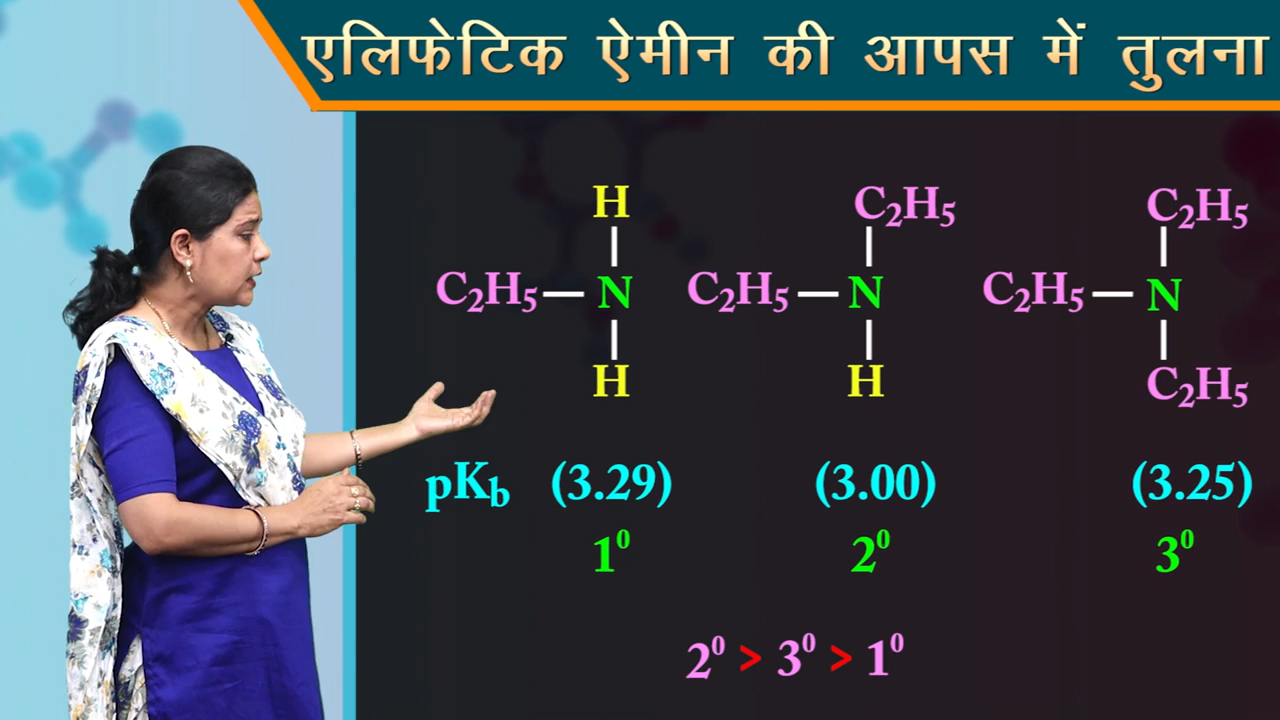 एलिफेटिक ऐमीन की आपस में तुलना
H C₂H₅ C₂H₅
C₂H₅—N C₂H₅—N C₂H₅—N
H H C₂H₅
pK_b (3.29) (3.00) (3.25)
1⁰ 2⁰ 3⁰
2⁰ > 3⁰ > 1⁰